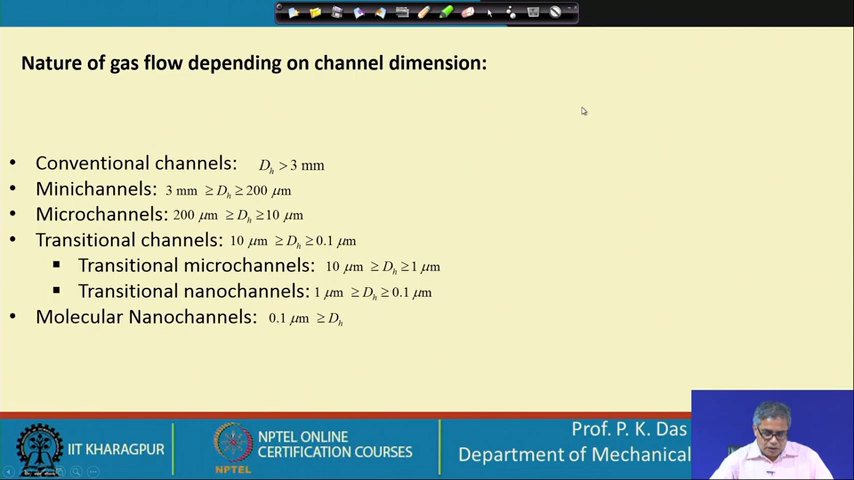 Nature of gas flow depending on channel dimension:
• Conventional channels: D_h > 3 mm
• Minichannels: 3 mm ≥ D_h ≥ 200 μm
• Microchannels: 200 μm ≥ D_h ≥ 10 μm
• Transitional channels: 10 μm ≥ D_h ≥ 0.1 μm
▪ Transitional microchannels: 10 μm ≥ D_h ≥ 1 μm
▪ Transitional nanochannels: 1 μm ≥ D_h ≥ 0.1 μm
• Molecular Nanochannels: 0.1 μm ≥ D_h
IIT KHARAGPUR
NPTEL
NPTEL ONLINE
CERTIFICATION COURSES
Prof. P. K. Das
Department of Mechanical